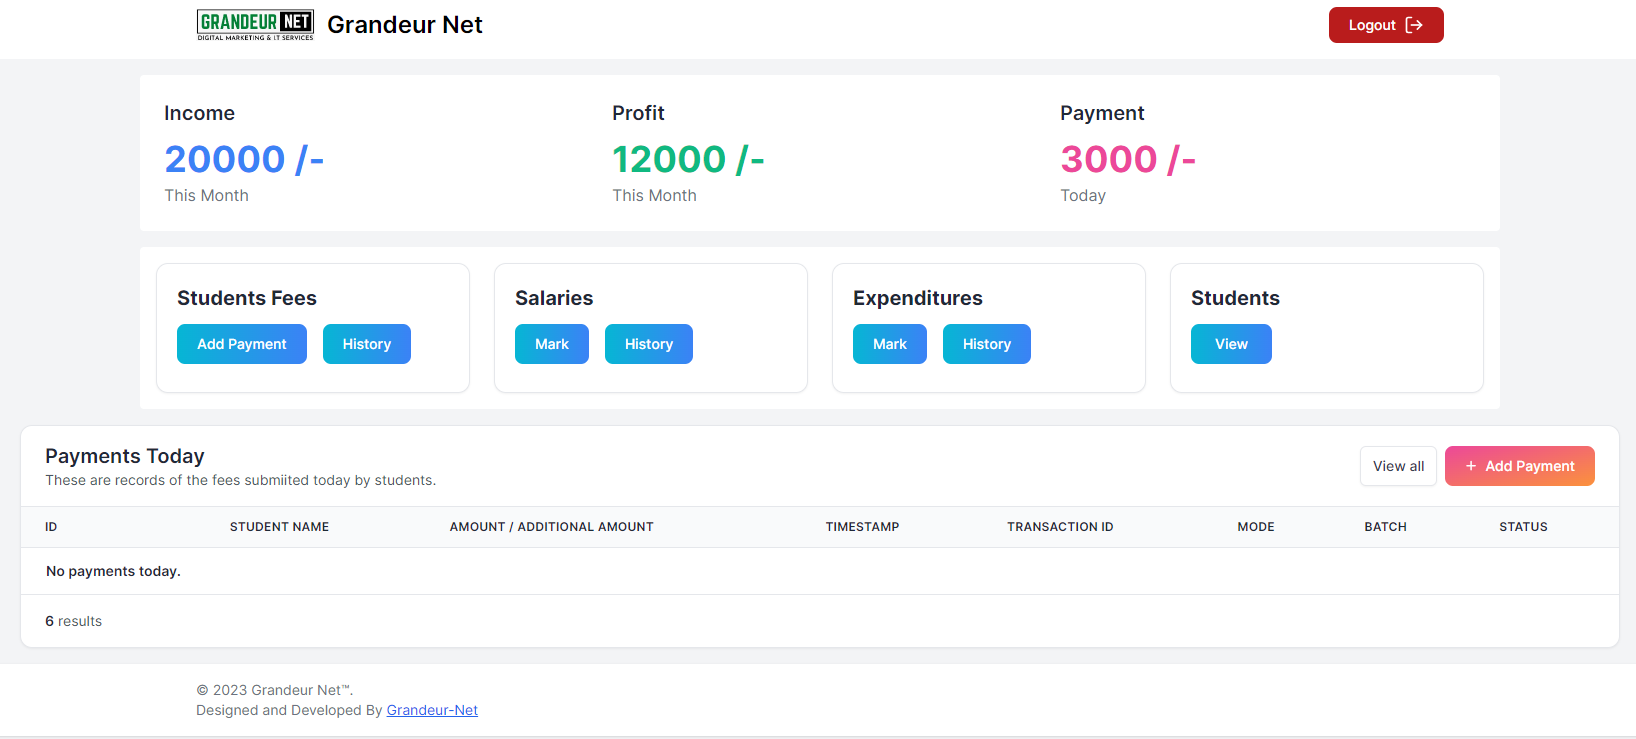 GRANDEUR NET
DIGITAL MARKETING & I.T SERVICES
Grandeur Net
Logout
Income
20000 /-
This Month
Profit
12000 /-
This Month
Payment
3000 /-
Today
Students Fees
Add Payment History
Salaries
Mark History
Expenditures
Mark History
Students
View
Payments Today
These are records of the fees submiited today by students.
View all + Add Payment
ID STUDENT NAME AMOUNT / ADDITIONAL AMOUNT TIMESTAMP TRANSACTION ID MODE BATCH STATUS
No payments today.
6 results
© 2023 Grandeur Net™.
Designed and Developed By Grandeur-Net